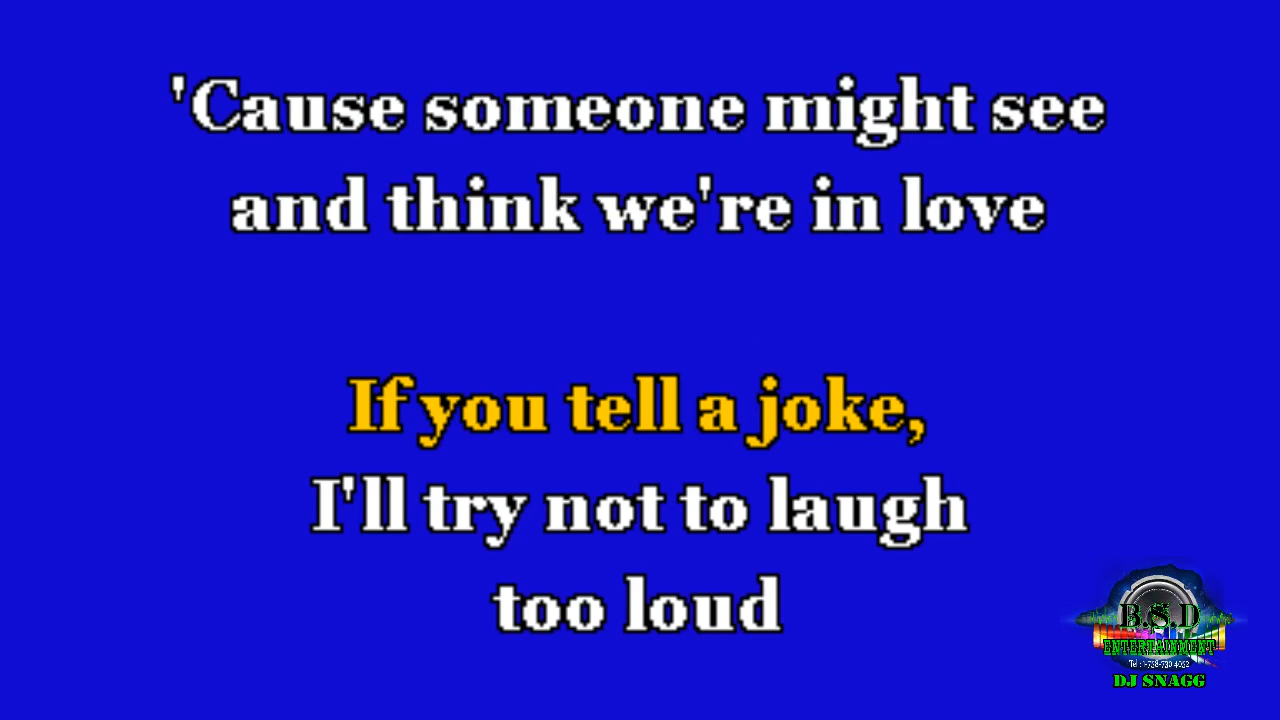 'Cause someone might see
and think we're in love
If you tell a joke,
I'll try not to laugh
too loud
B.S.D
ENTERTAINMENT
DJ SNAGG